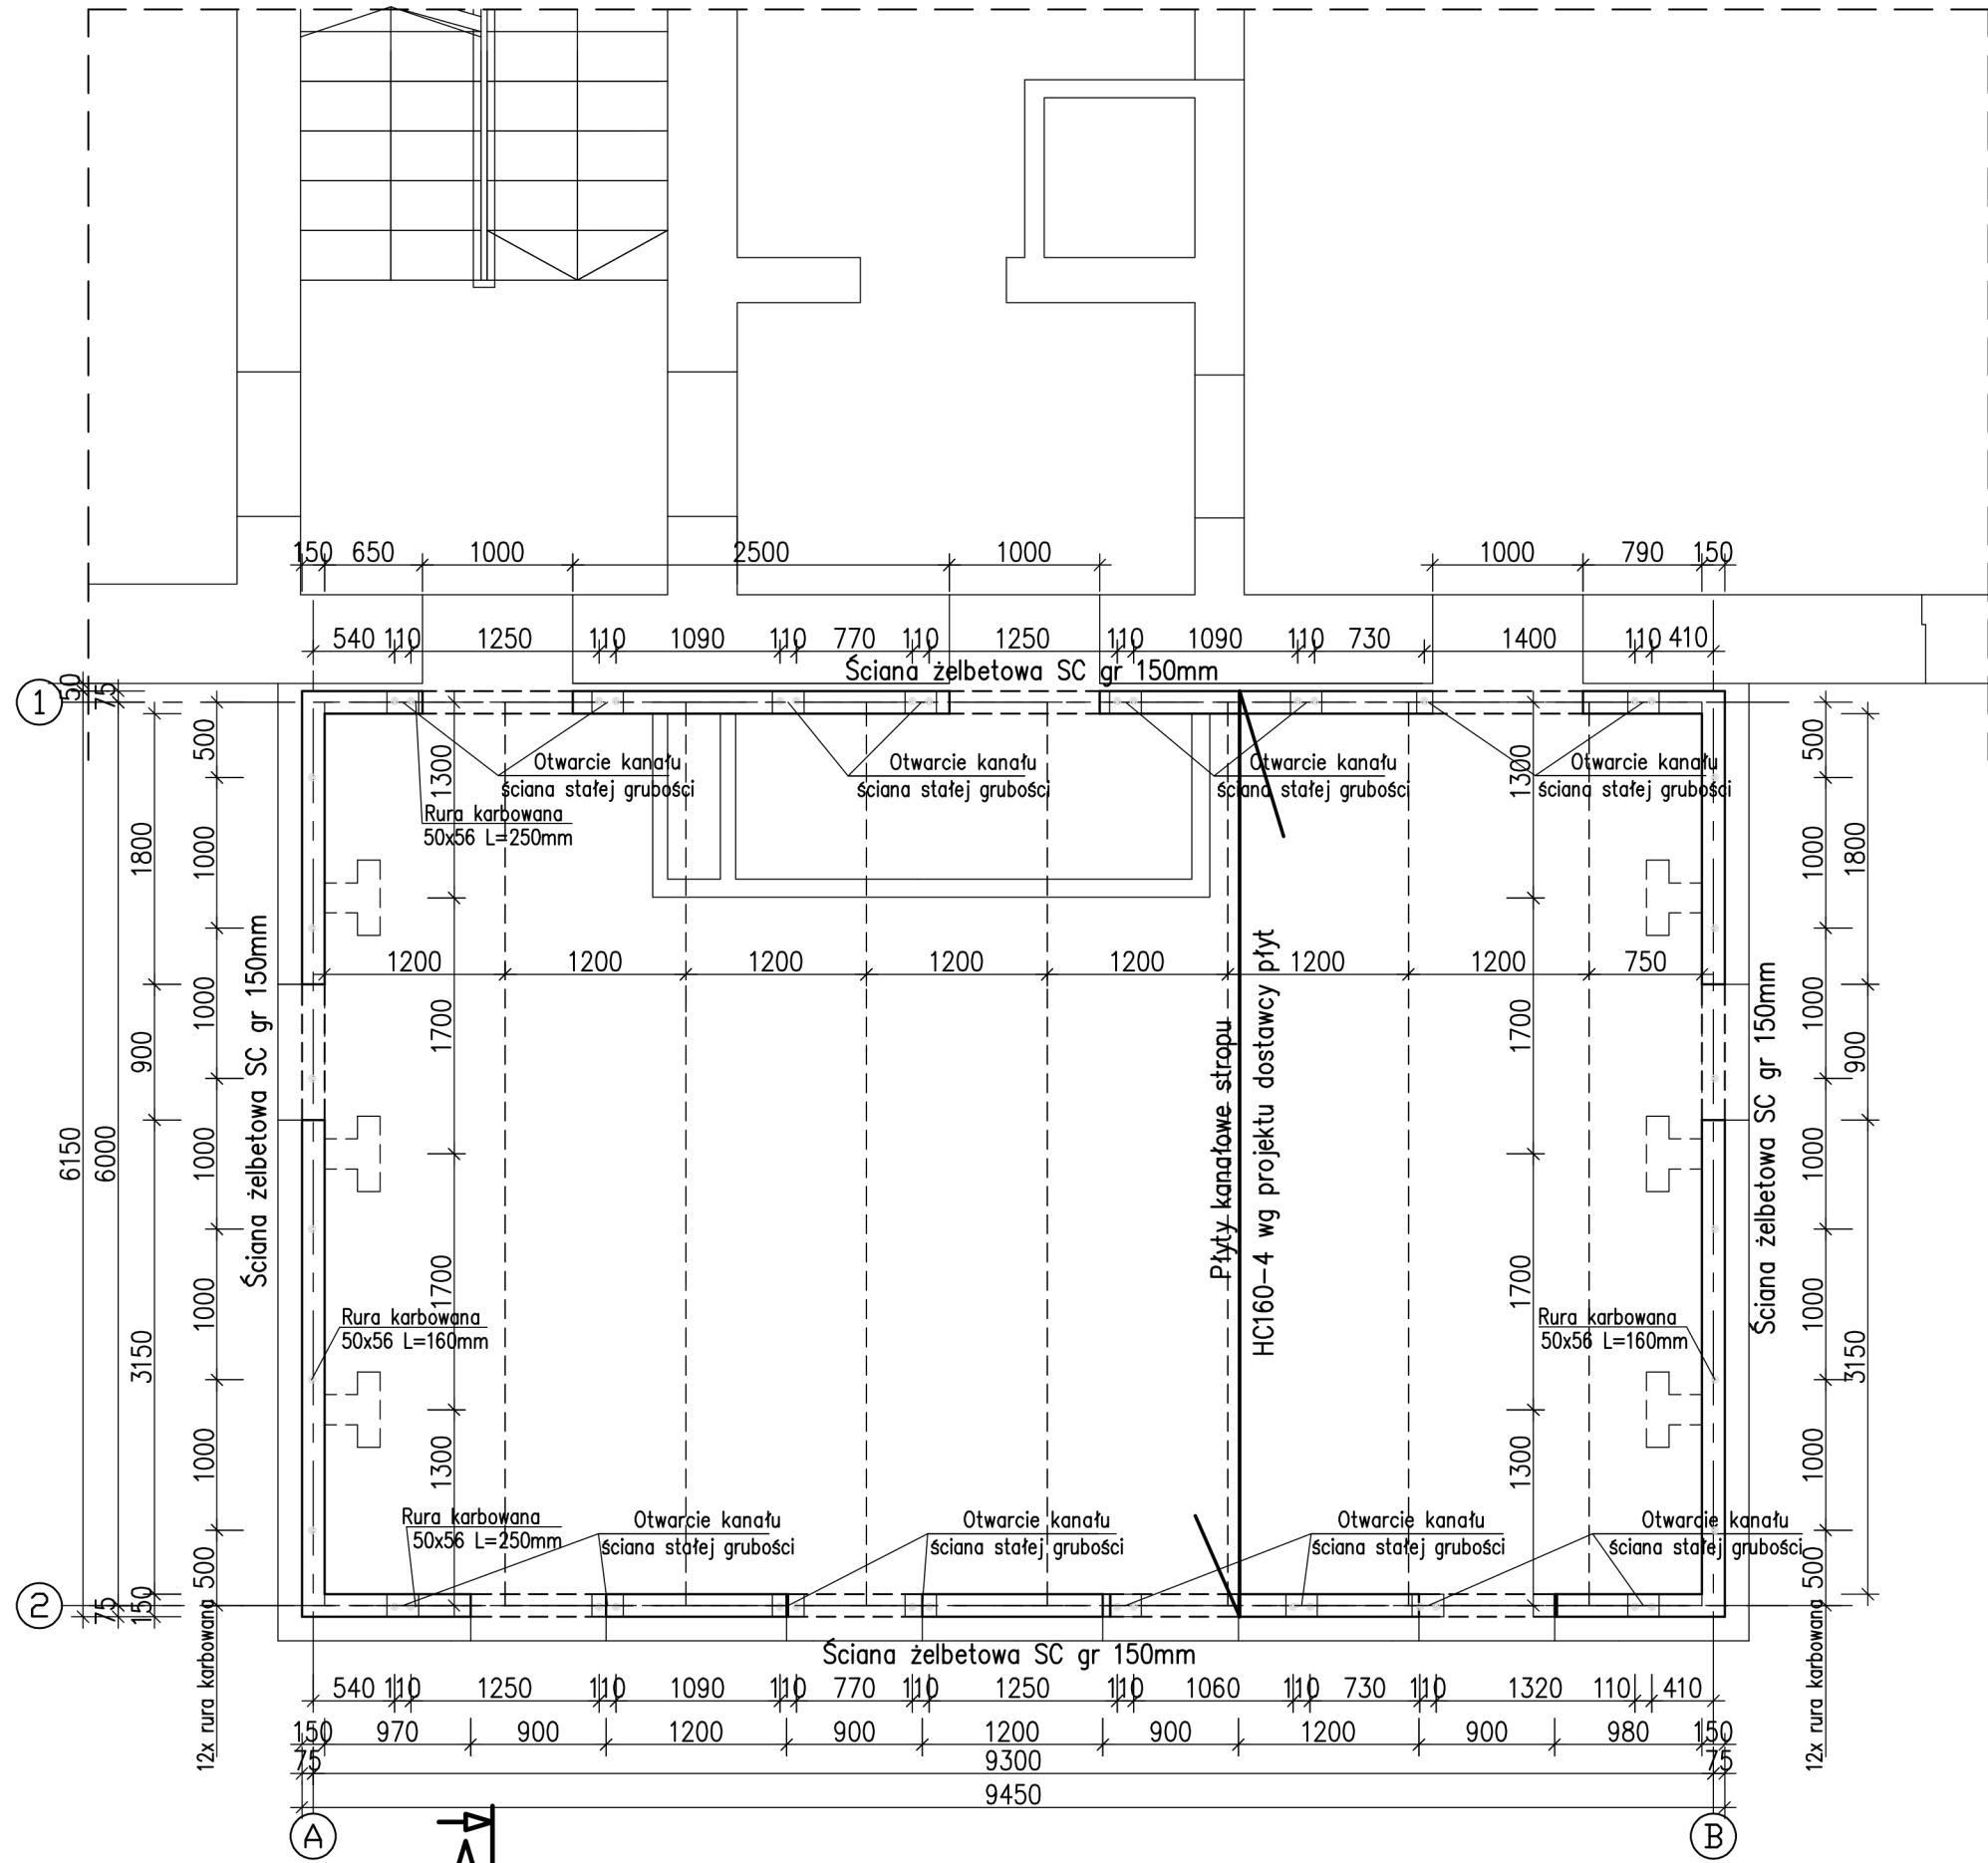 150 650 1000 2500 1000 1000 790 150
540 110 1250 110 1090 110 770 110 1250 110 1090 110 730 1400 110 410
Ściana żelbetowa SC gr 150mm
1
50
75
Otwarcie kanału
ściana stałej grubości
Otwarcie kanału
ściana stałej grubości
Otwarcie kanału
ściana stałej grubości
Otwarcie kanału
ściana stałej grubości
Rura karbowana
50x56 L=250mm
6150
6000
1800
900
3150
500
1000
1000
1000
1000
1000
500
Ściana żelbetowa SC gr 150mm
1300
1700
1700
1300
1200 1200 1200 1200 1200 1200 1200 750
Płyty kanałowe stropu
HC160-4 wg projektu dostawcy płyt
1300
1700
1700
1300
Ściana żelbetowa SC gr 150mm
500
1000
1000
1000
1000
1000
500
1800
900
3150
Rura karbowana
50x56 L=160mm
Rura karbowana
50x56 L=160mm
Rura karbowana
50x56 L=250mm
Otwarcie kanału
ściana stałej grubości
Otwarcie kanału
ściana stałej grubości
Otwarcie kanału
ściana stałej grubości
Otwarcie kanału
ściana stałej grubości
2
75
150
12x rura karbowana
12x rura karbowana
Ściana żelbetowa SC gr 150mm
540 110 1250 110 1090 110 770 110 1250 110 1060 110 730 110 1320 110 410
150 970 900 1200 900 1200 900 1200 900 980 150
75 9300 75
9450
A
B